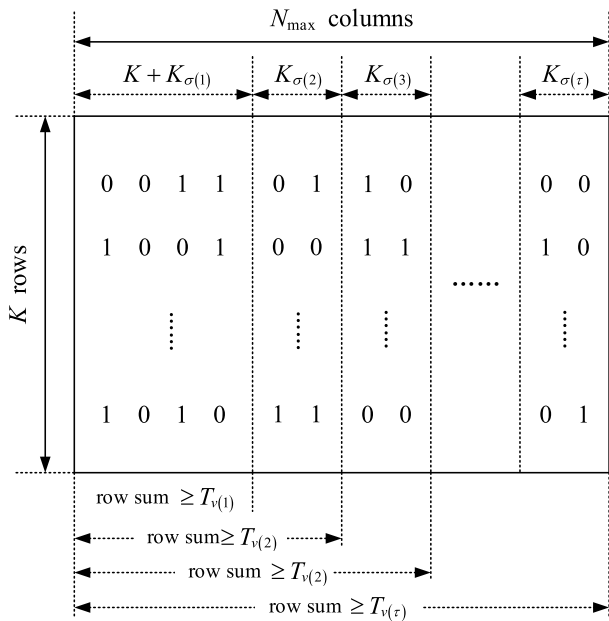 N_max columns
K + K_σ(1) K_σ(2) K_σ(3) K_σ(τ)
K rows
0 0 1 1 0 1 1 0 0 0
1 0 0 1 0 0 1 1 1 0
......
...... ...... ...... ......
1 0 1 0 1 1 0 0 0 1
row sum ≥ T_v(1)
row sum≥ T_v(2)
row sum ≥ T_v(2)
row sum ≥ T_v(τ)